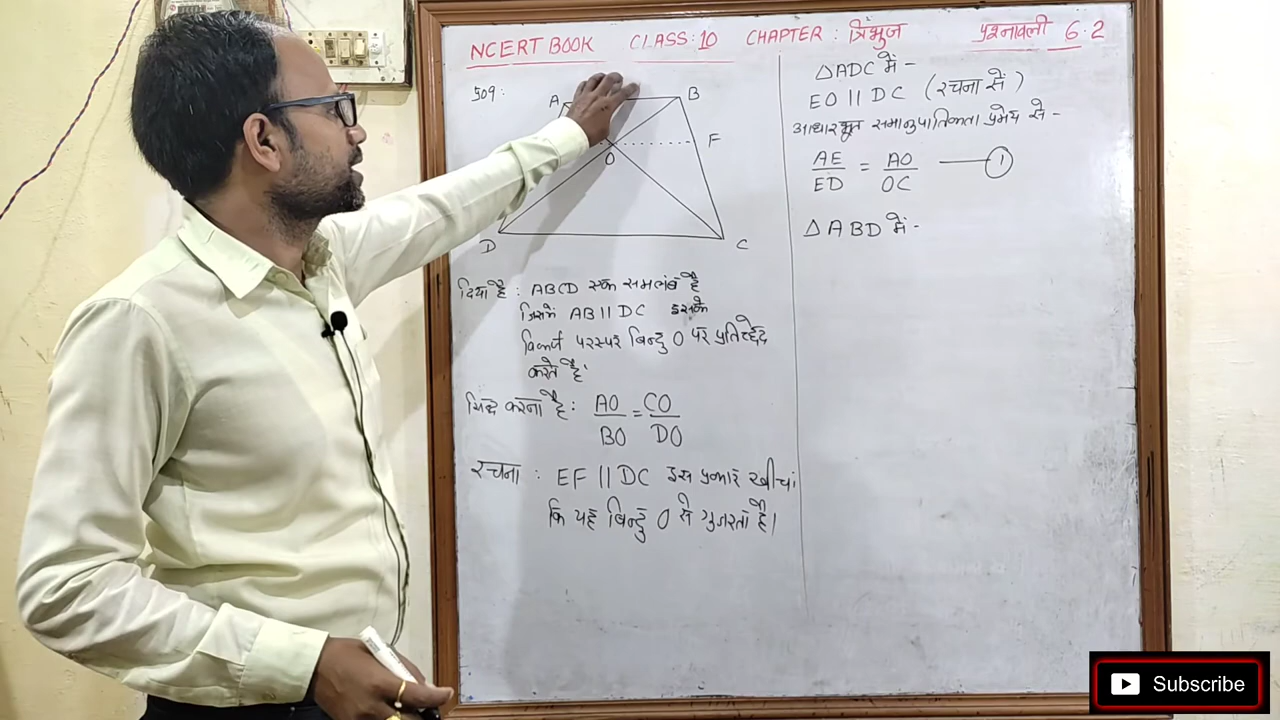 NCERT BOOK CLASS: 10 CHAPTER : त्रिभुज प्रश्नावली 6.2
A B
F
O
D C
दिया है : ABCD एक समलंब है
जिसमें AB || DC इसके
विकर्ण परस्पर बिन्दु O पर प्रतिच्छेद
करते है।
सिद्ध करना है : AO/BO = CO/DO
रचना : EF || DC इस प्रकार खींचां
कि यह बिन्दु O से गुजरता है।
△ADC में -
EO || DC (रचना से)
आधारभूत समानुपातिकता प्रमेय से -
AE/ED = AO/OC — 1
△ABD में -
Subscribe